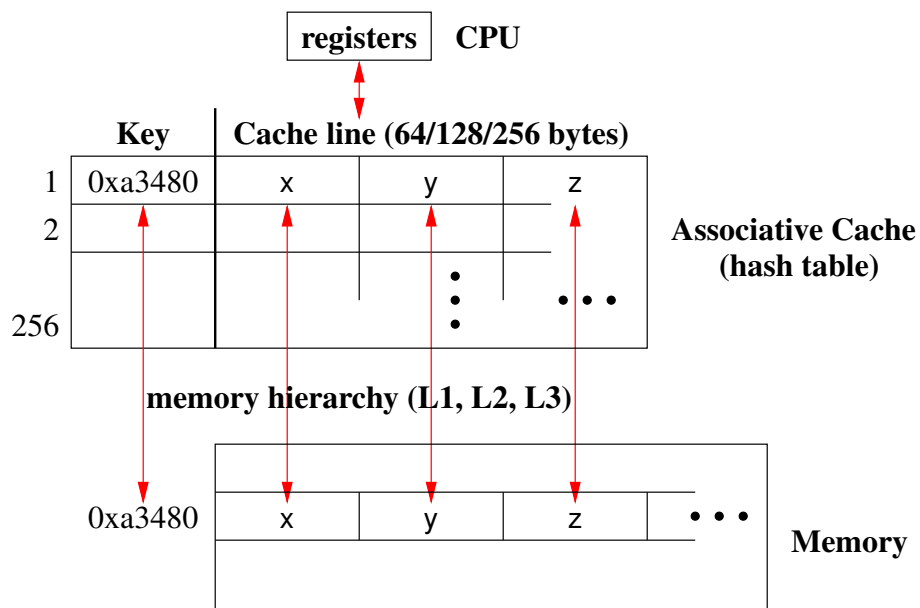 registers CPU
Key Cache line (64/128/256 bytes)
1 0xa3480 x y z
2
Associative Cache
(hash table)
256
memory hierarchy (L1, L2, L3)
0xa3480 x y z
Memory